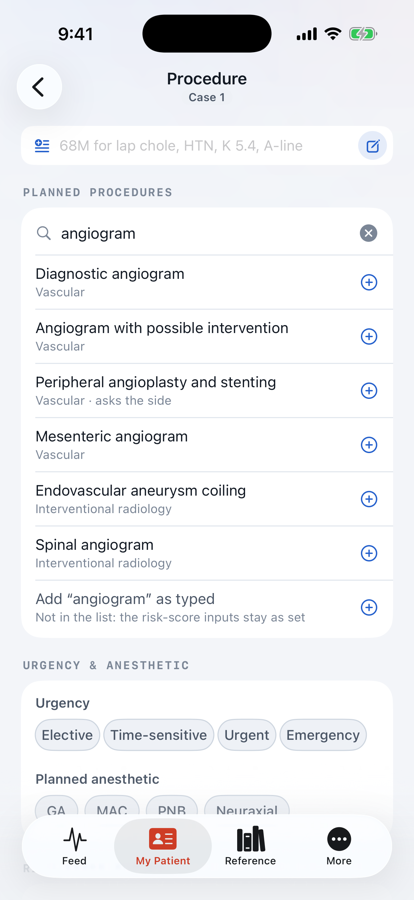 9:41
Procedure
Case 1
68M for lap chole, HTN, K 5.4, A-line
PLANNED PROCEDURES
angiogram
Diagnostic angiogram
Vascular
Angiogram with possible intervention
Vascular
Peripheral angioplasty and stenting
Vascular · asks the side
Mesenteric angiogram
Vascular
Endovascular aneurysm coiling
Interventional radiology
Spinal angiogram
Interventional radiology
Add “angiogram” as typed
Not in the list: the risk-score inputs stay as set
URGENCY & ANESTHETIC
Urgency
Elective Time-sensitive Urgent Emergency
Planned anesthetic
GA MAC PNB Neuraxial
Feed My Patient Reference More